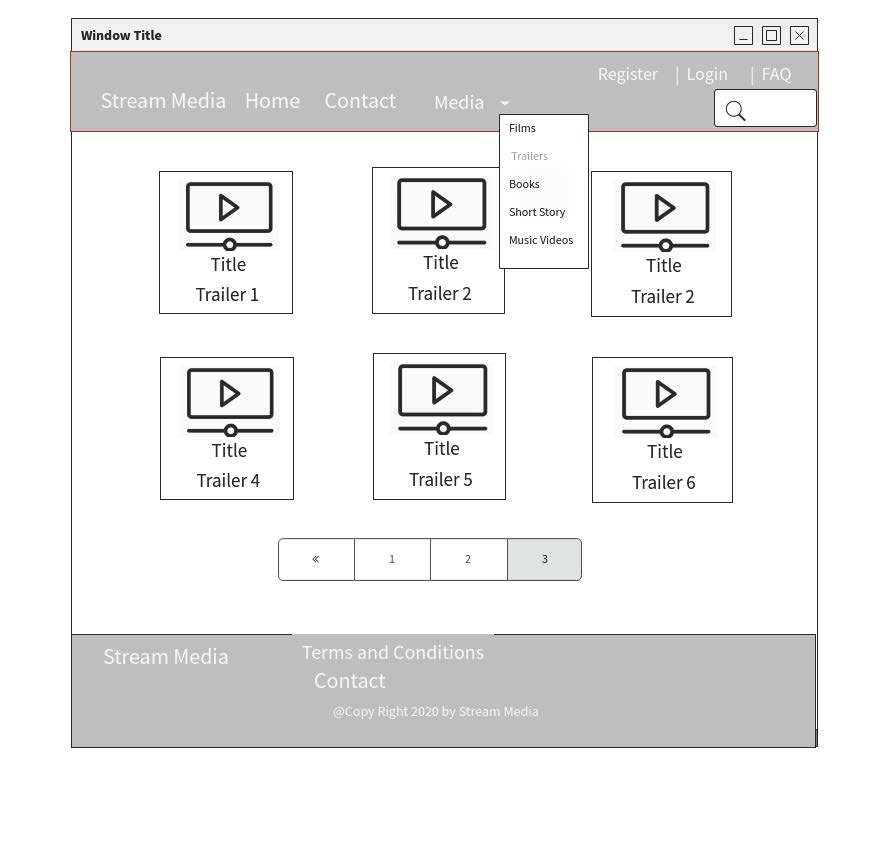 Window Title
Register | Login | FAQ
Stream Media Home Contact Media
Films
Trailers
Books
Short Story
Music Videos
Title
Trailer 1
Title
Trailer 2
Title
Trailer 2
Title
Trailer 4
Title
Trailer 5
Title
Trailer 6
« 1 2 3
Stream Media
Terms and Conditions
Contact
@Copy Right 2020 by Stream Media